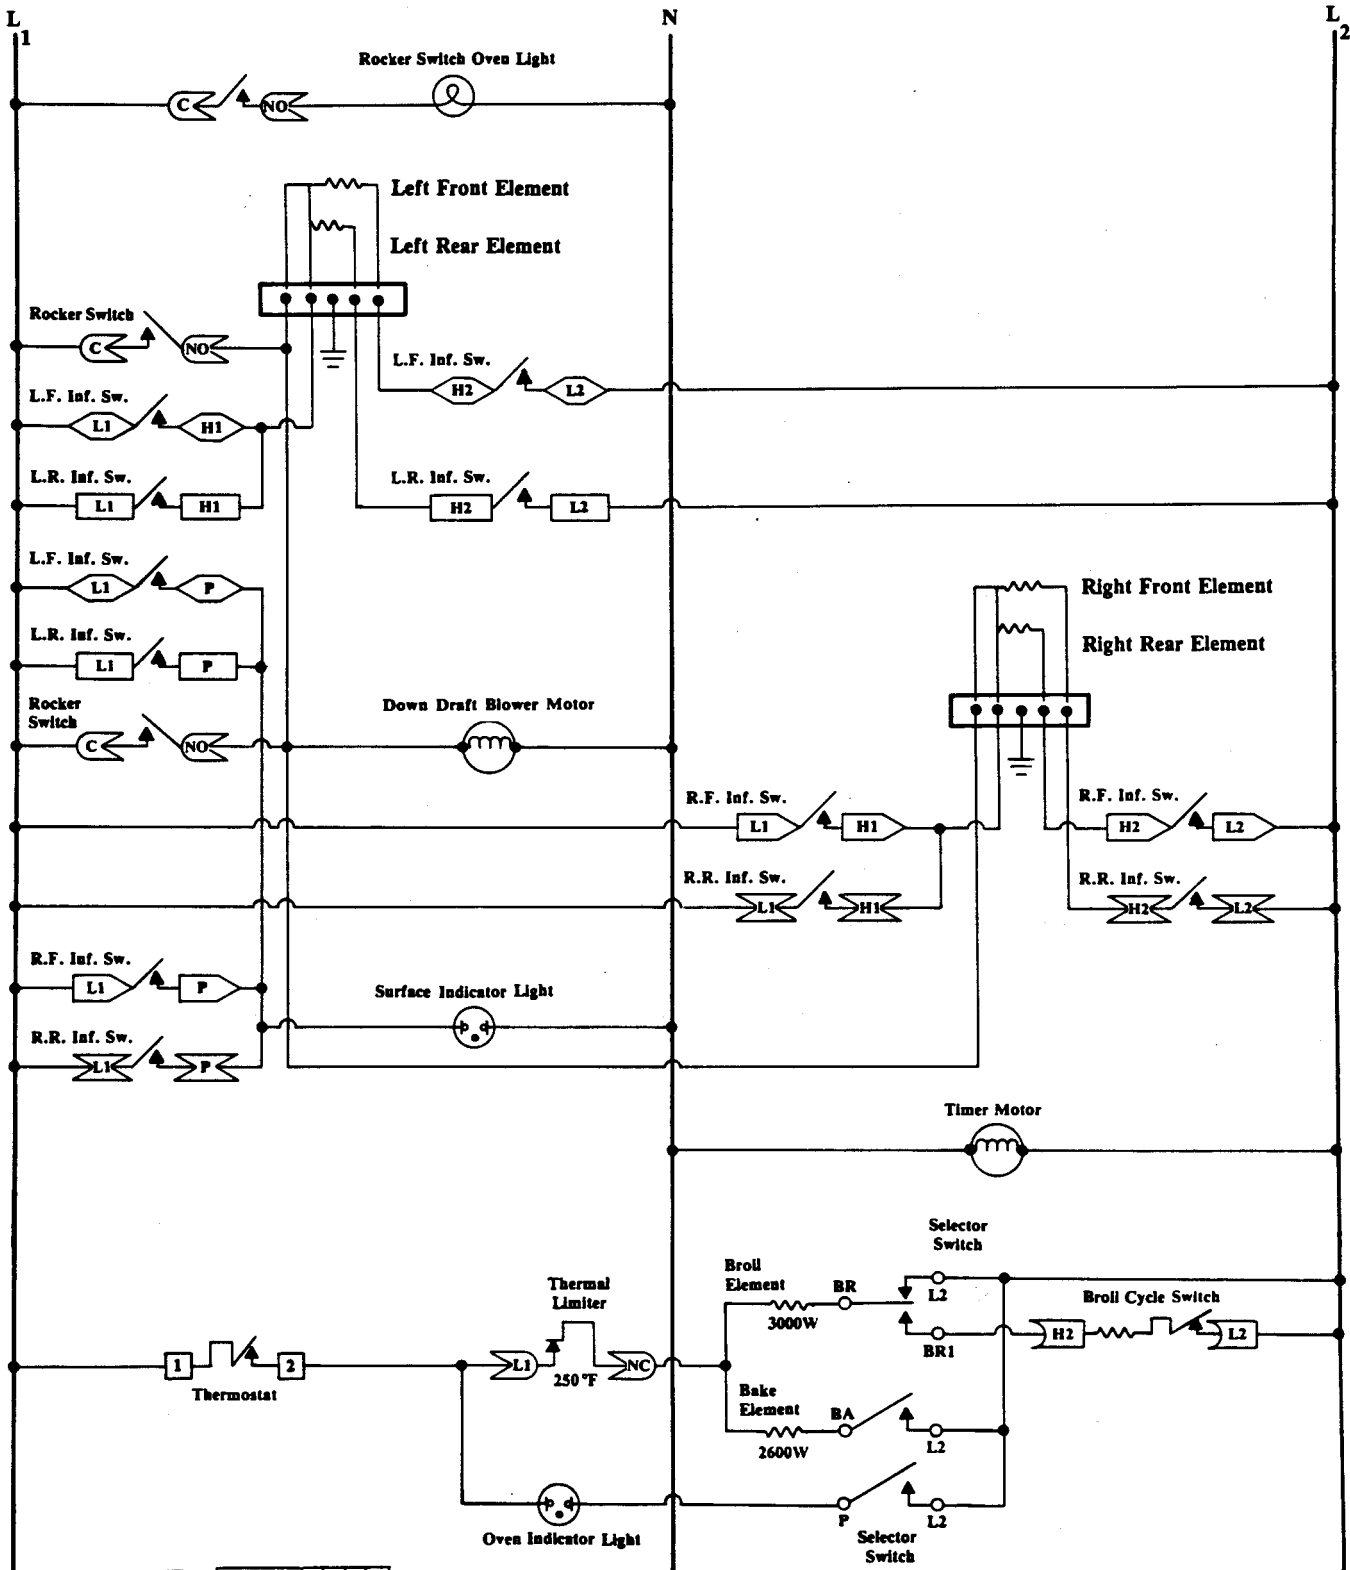 L1
N
L2
Rocker Switch Oven Light
C
NO
Left Front Element
Left Rear Element
Rocker Switch
C
NO
L.F. Inf. Sw.
H2
L2
L.F. Inf. Sw.
L1
H1
L.R. Inf. Sw.
L1
H1
L.R. Inf. Sw.
H2
L2
L.F. Inf. Sw.
L1
P
Right Front Element
L.R. Inf. Sw.
L1
P
Right Rear Element
Rocker
Switch
C
NO
Down Draft Blower Motor
R.F. Inf. Sw.
L1
H1
R.F. Inf. Sw.
H2
L2
R.R. Inf. Sw.
L1
H1
R.R. Inf. Sw.
H2
L2
R.F. Inf. Sw.
L1
P
Surface Indicator Light
R.R. Inf. Sw.
L1
P
Timer Motor
Selector
Switch
Broil
Element
BR
L2
3000W
Broil Cycle Switch
BR1
H2
L2
Thermal
Limiter
L1
NC
250°F
1
2
Thermostat
Bake
Element
BA
L2
2600W
P
L2
Oven Indicator Light
Selector
Switch